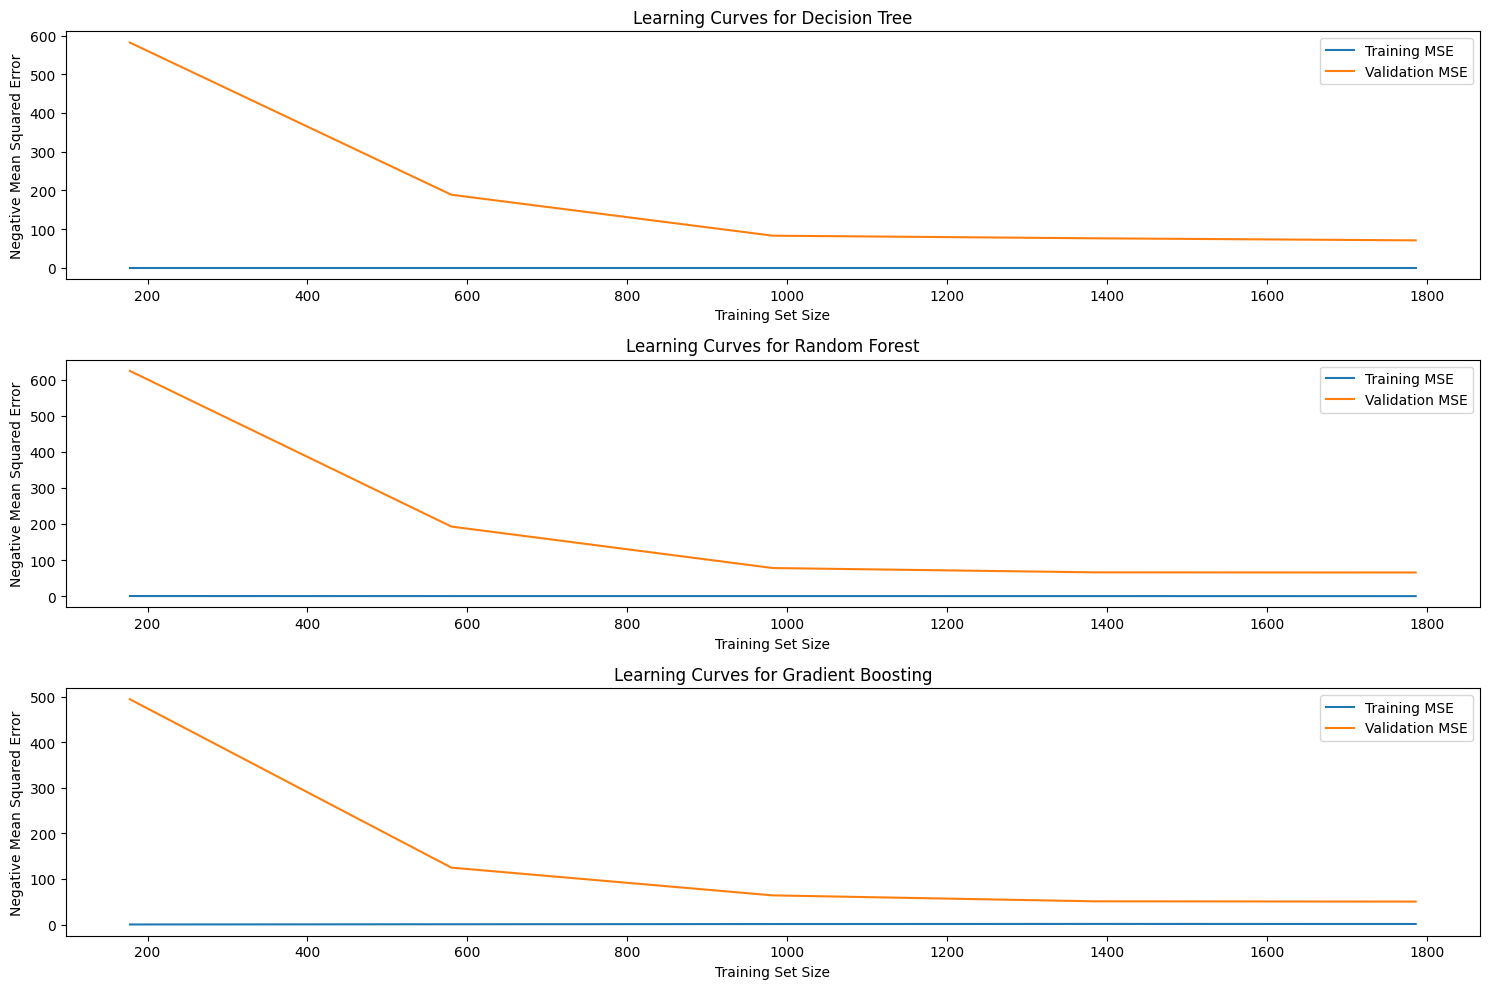 Learning Curves for Decision Tree
Negative Mean Squared Error
600
500
400
300
200
100
0
Training MSE
Validation MSE
200 400 600 800 1000 1200 1400 1600 1800
Training Set Size
Learning Curves for Random Forest
Negative Mean Squared Error
600
500
400
300
200
100
0
Training MSE
Validation MSE
200 400 600 800 1000 1200 1400 1600 1800
Training Set Size
Learning Curves for Gradient Boosting
Negative Mean Squared Error
500
400
300
200
100
0
Training MSE
Validation MSE
200 400 600 800 1000 1200 1400 1600 1800
Training Set Size